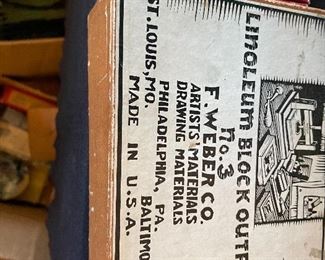 LINOLEUM BLOCK OUTF
no. 3
F. WEBER CO.
ARTISTS MATERIALS
DRAWING MATERIALS
PHILADELPHIA, PA.
ST. LOUIS, MO. BALTIMO
MADE IN U.S.A.